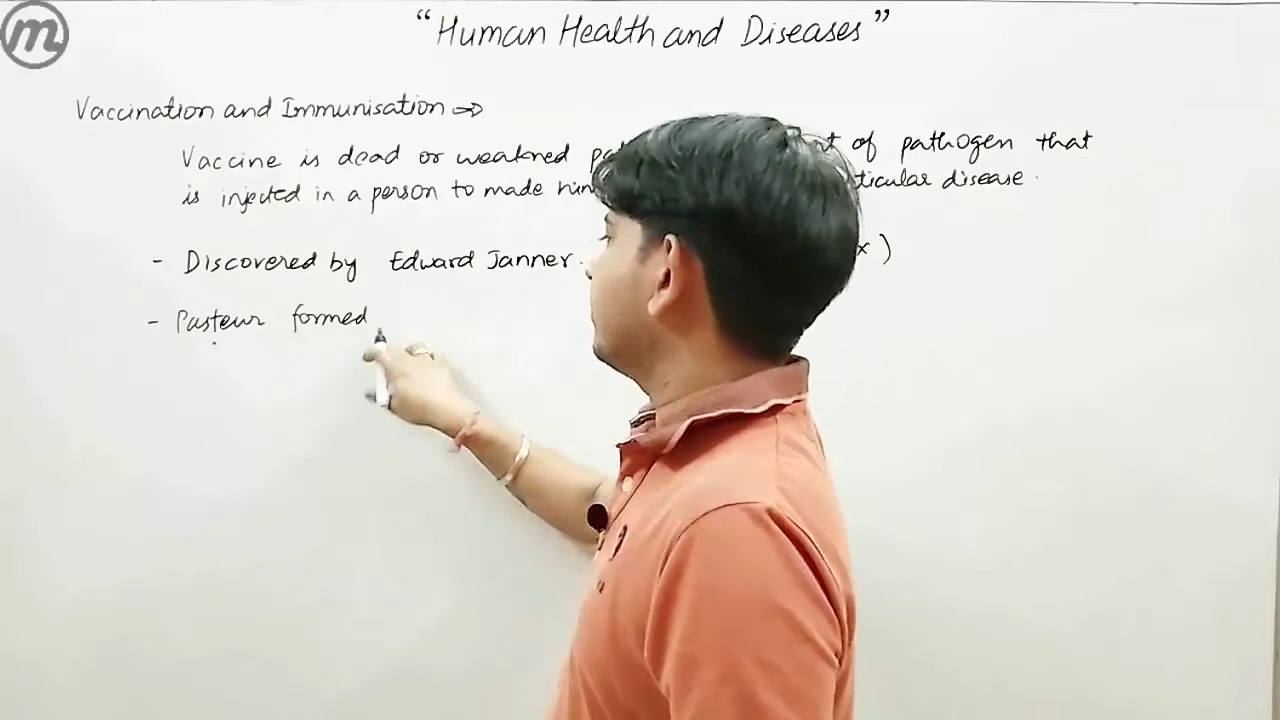 m
“Human Health and Diseases”
Vaccination and Immunisation ⇒
Vaccine is dead or weakned of pathogen that
is injected in a person to made disease.
- Discovered by Edward Janner. )
- Pasteur formed